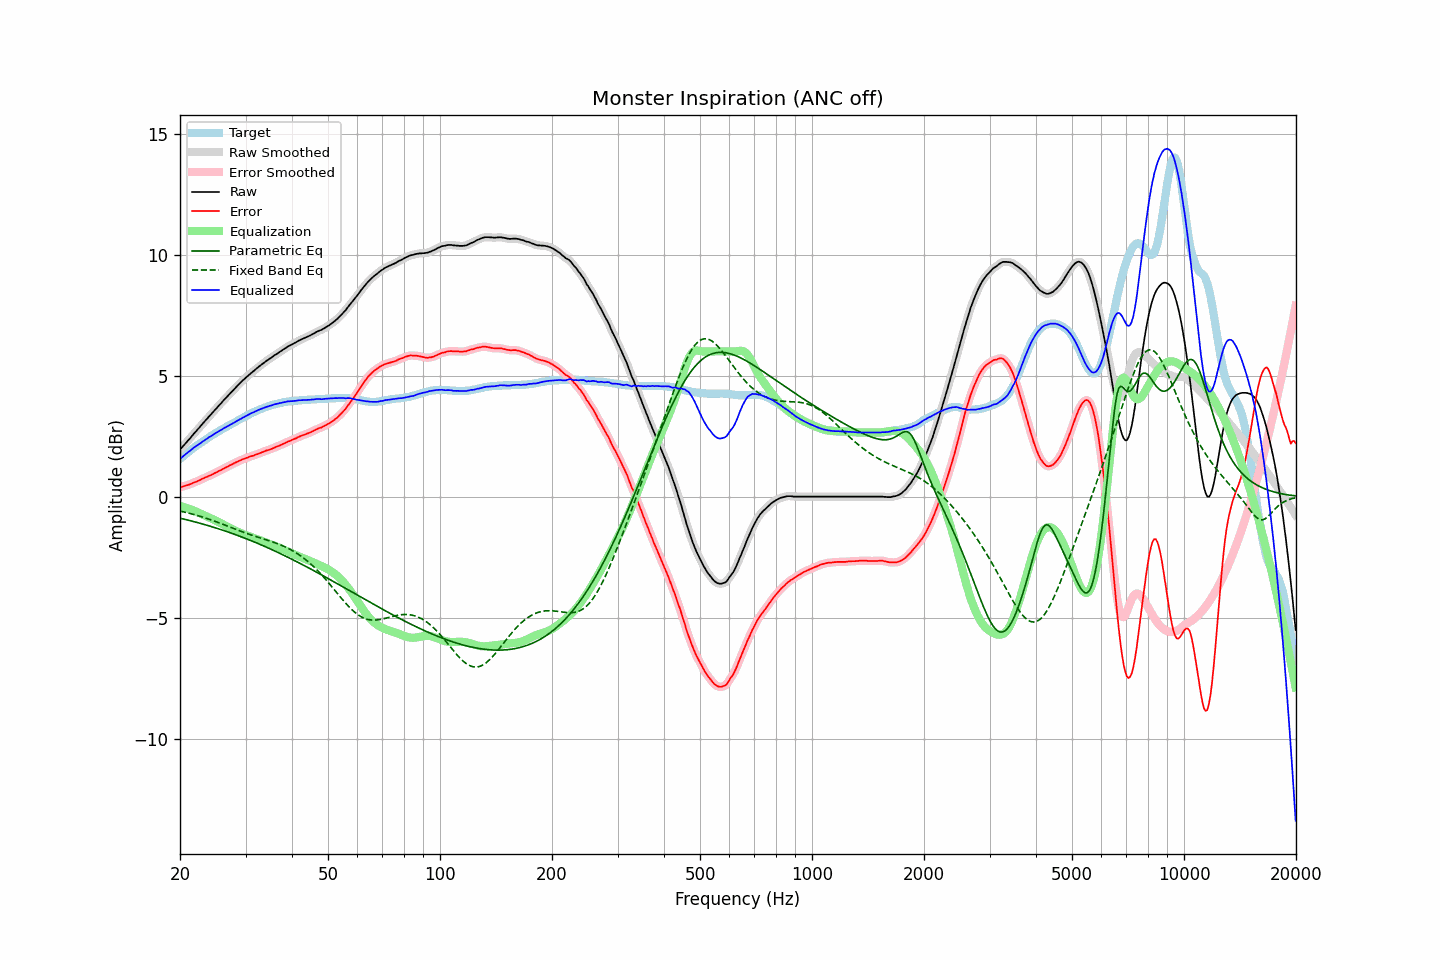 Monster Inspiration (ANC off)
Target
Raw Smoothed
Error Smoothed
Raw
Error
Equalization
Parametric Eq
Fixed Band Eq
Equalized
15
10
5
0
−5
−10
Amplitude (dBr)
20 50 100 200 500 1000 2000 5000 10000 20000
Frequency (Hz)